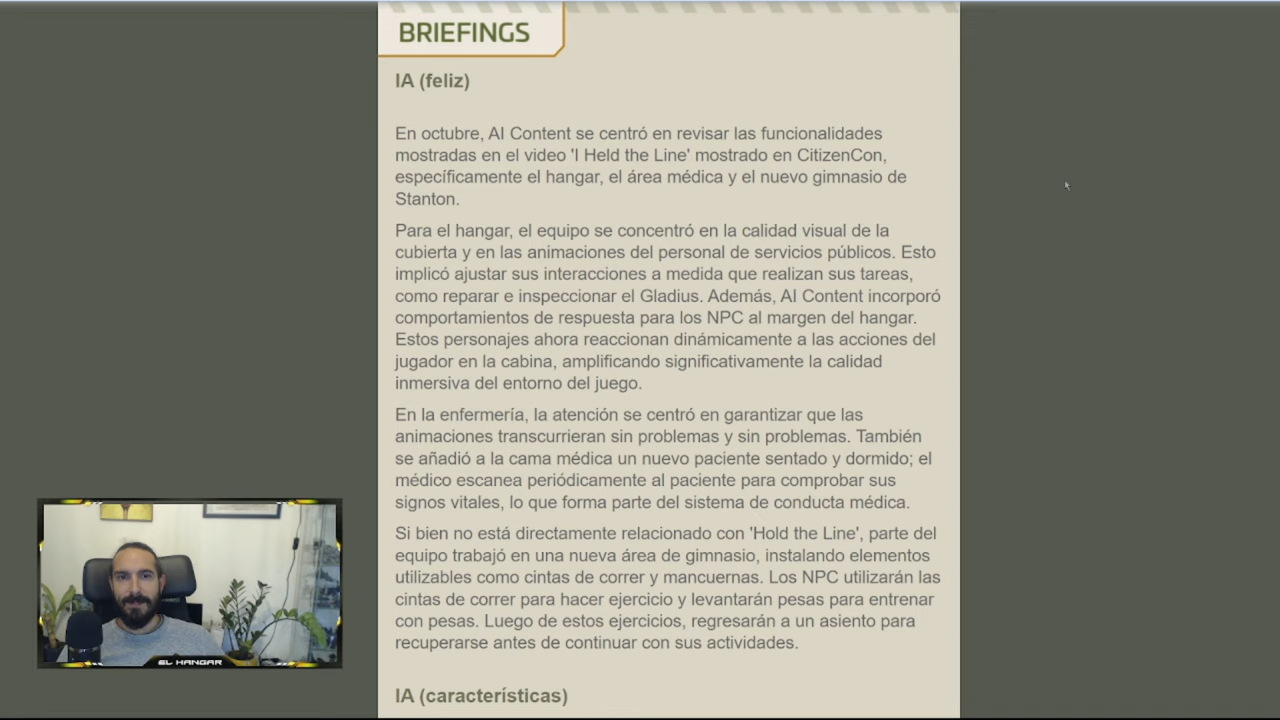 BRIEFINGS
IA (feliz)
En octubre, AI Content se centró en revisar las funcionalidades
mostradas en el video 'I Held the Line' mostrado en CitizenCon,
específicamente el hangar, el área médica y el nuevo gimnasio de
Stanton.
Para el hangar, el equipo se concentró en la calidad visual de la
cubierta y en las animaciones del personal de servicios públicos. Esto
implicó ajustar sus interacciones a medida que realizan sus tareas,
como reparar e inspeccionar el Gladius. Además, AI Content incorporó
comportamientos de respuesta para los NPC al margen del hangar.
Estos personajes ahora reaccionan dinámicamente a las acciones del
jugador en la cabina, amplificando significativamente la calidad
inmersiva del entorno del juego.
En la enfermería, la atención se centró en garantizar que las
animaciones transcurrieran sin problemas y sin problemas. También
se añadió a la cama médica un nuevo paciente sentado y dormido; el
médico escanea periódicamente al paciente para comprobar sus
signos vitales, lo que forma parte del sistema de conducta médica.
Si bien no está directamente relacionado con 'Hold the Line', parte del
equipo trabajó en una nueva área de gimnasio, instalando elementos
utilizables como cintas de correr y mancuernas. Los NPC utilizarán las
cintas de correr para hacer ejercicio y levantarán pesas para entrenar
con pesas. Luego de estos ejercicios, regresarán a un asiento para
recuperarse antes de continuar con sus actividades.
IA (características)
EL HANGAR